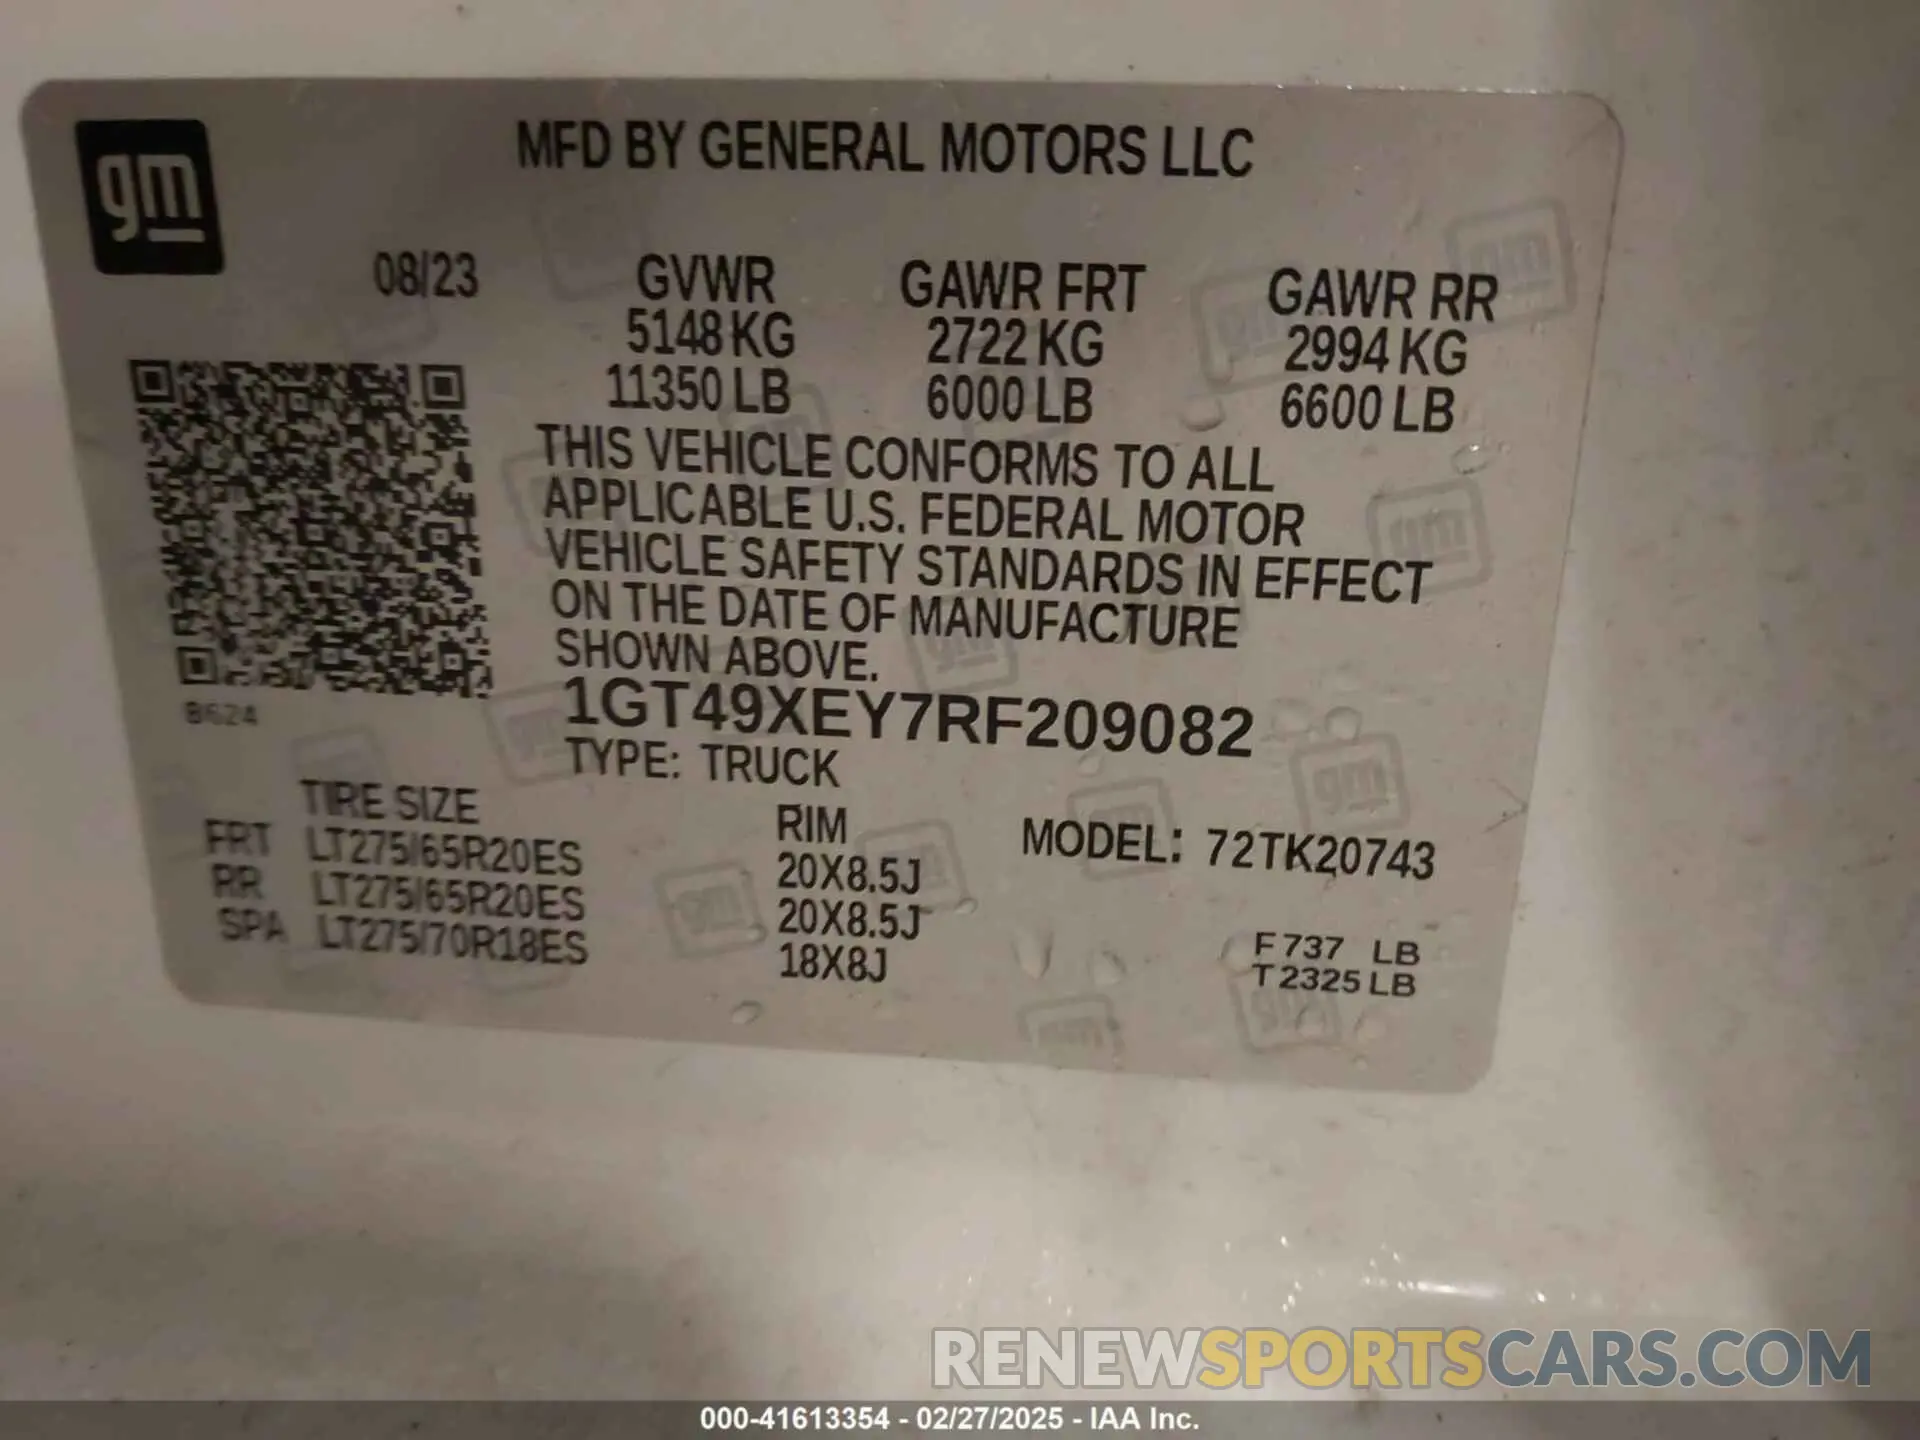 gm
MFD BY GENERAL MOTORS LLC
08/23 GVWR GAWR FRT GAWR RR
5148 KG 2722 KG 2994 KG
11350 LB 6000 LB 6600 LB
THIS VEHICLE CONFORMS TO ALL
APPLICABLE U.S. FEDERAL MOTOR
VEHICLE SAFETY STANDARDS IN EFFECT
ON THE DATE OF MANUFACTURE
SHOWN ABOVE.
1GT49XEY7RF209082
8624
TYPE: TRUCK
TIRE SIZE RIM MODEL: 72TK20743
FRT LT275/65R20ES 20X8.5J
RR LT275/65R20ES 20X8.5J
SPA LT275/70R18ES 18X8J
F 737 LB
T 2325 LB
RENEWSPORTSCARS.COM
000-41613354 - 02/27/2025 - IAA Inc.